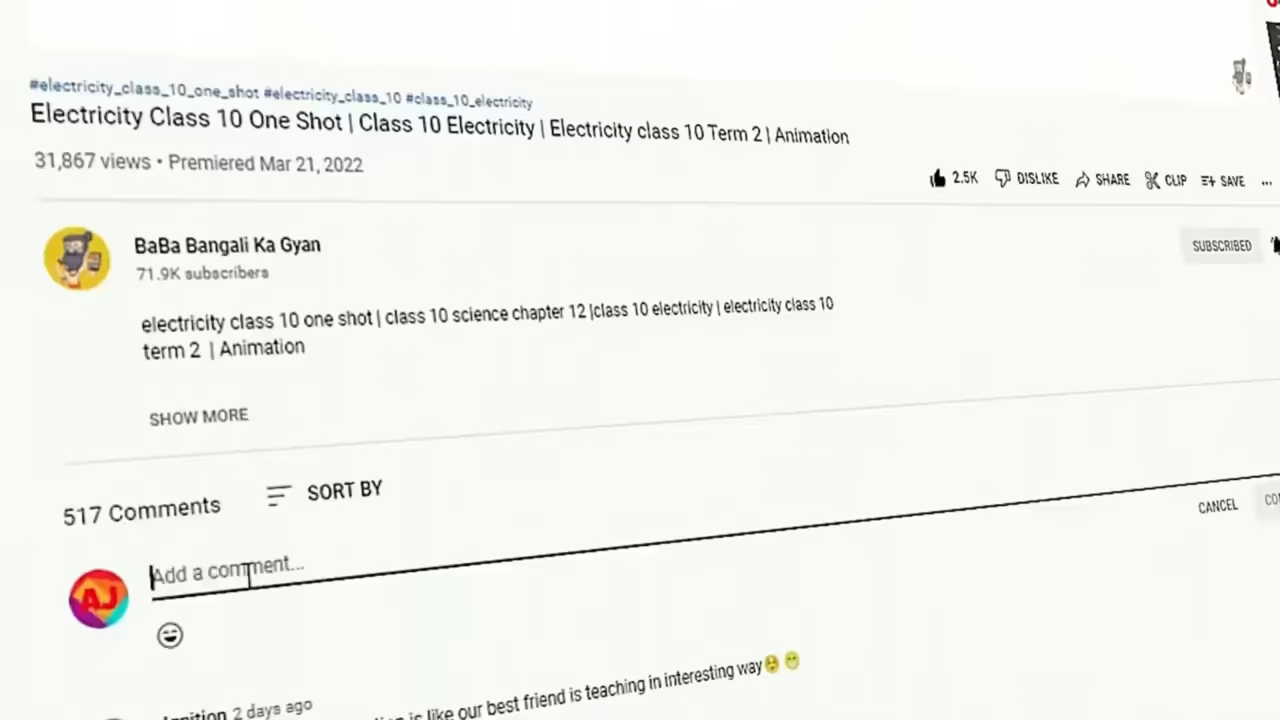 #electricity_class_10_one_shot #electricity_class_10 #class_10_electricity
Electricity Class 10 One Shot | Class 10 Electricity | Electricity class 10 Term 2 | Animation
31,867 views • Premiered Mar 21, 2022
2.5K DISLIKE SHARE CLIP SAVE ...
BaBa Bangali Ka Gyan
71.9K subscribers
SUBSCRIBED
electricity class 10 one shot | class 10 science chapter 12 |class 10 electricity | electricity class 10
term 2 | Animation
SHOW MORE
517 Comments SORT BY
Add a comment...
AJ
CANCEL
2 days ago
is like our best friend is teaching in interesting way